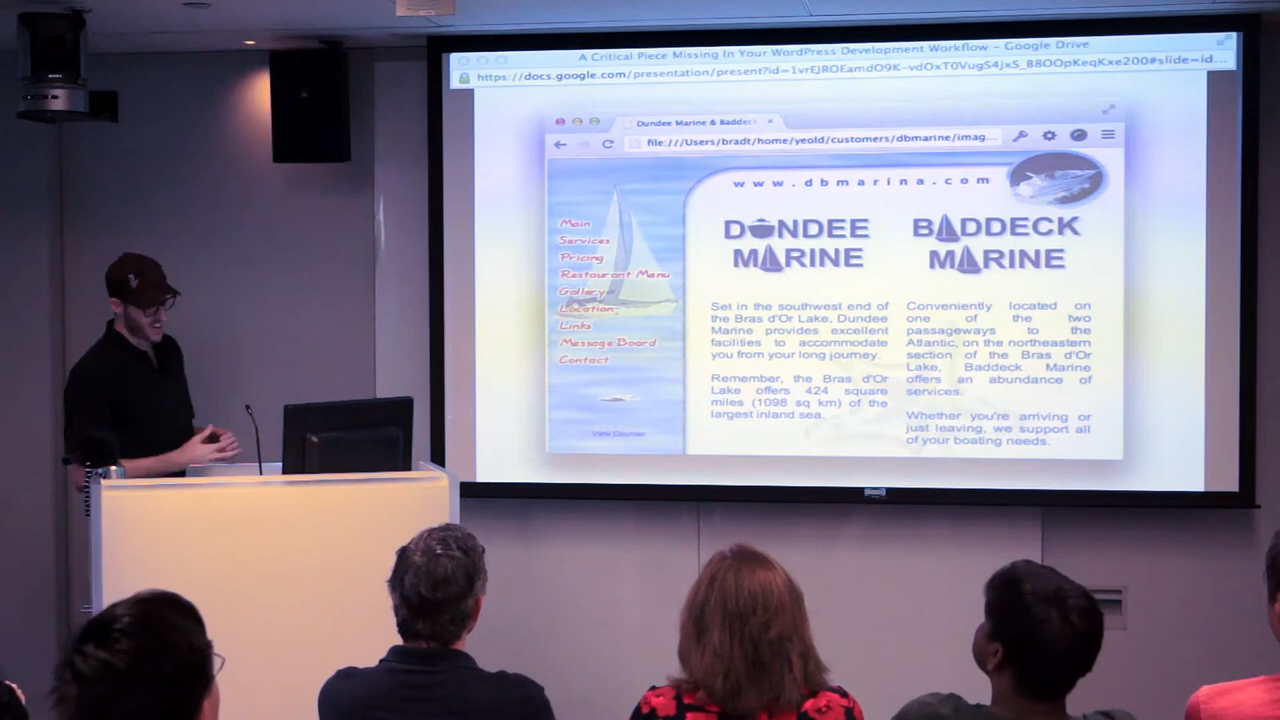 A Critical Piece Missing In Your WordPress Development Workflow – Google Drive
https://docs.google.com/presentation/present?id=1vrEJROEamdO9K-vdOxT0VugS4jxS_B8OOpKeqKxe200#slide=id...
Dundee Marine & Baddec
file:///Users/bradt/home/yeold/customers/dbmarine/imag...
www.dbmarina.com
Main
Services
Pricing
Restaurant Menu
Gallery
Location
Links
Message Board
Contact
View Counter
DUNDEE
MARINE
Set in the southwest end of
the Bras d'Or Lake, Dundee
Marine provides excellent
facilities to accommodate
you from your long journey.
Remember, the Bras d'Or
Lake offers 424 square
miles (1098 sq km) of the
largest inland sea.
BADDECK
MARINE
Conveniently located on
one of the two
passageways to the
Atlantic, on the northeastern
section of the Bras d'Or
Lake, Baddeck Marine
offers an abundance of
services.
Whether you're arriving or
just leaving, we support all
of your boating needs.